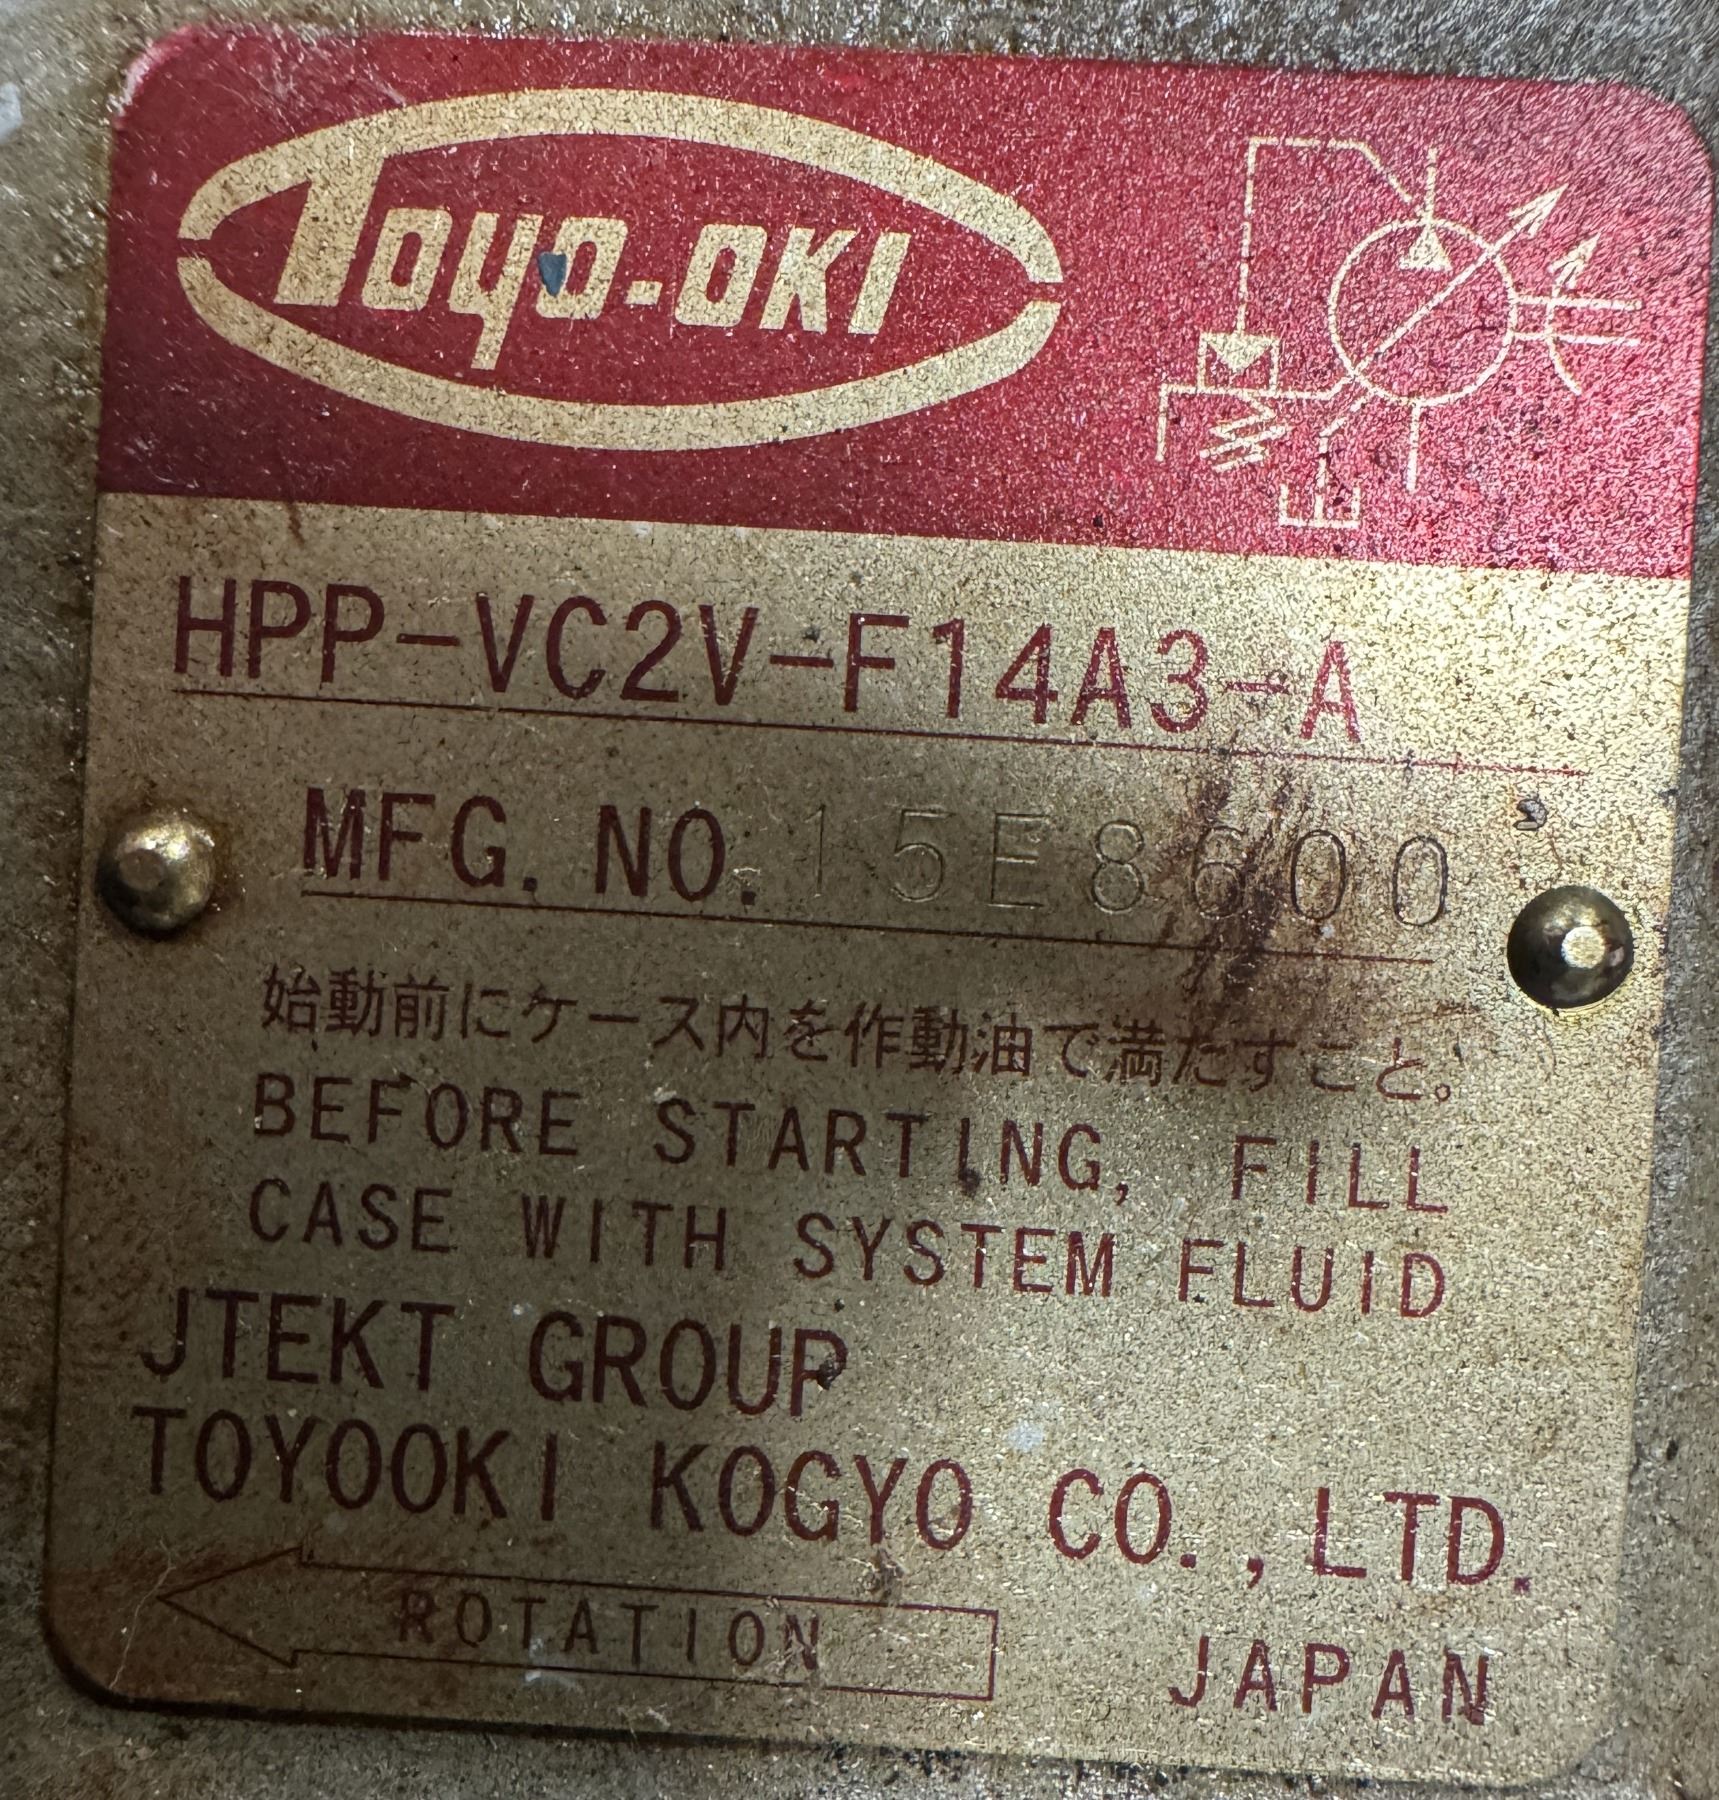 Toyo-OKI
HPP-VC2V-F14A3-A
MFG. NO. 15E8600
始動前にケース内を作動油で満たすこと。
BEFORE STARTING, FILL
CASE WITH SYSTEM FLUID
JTEKT GROUP
TOYOOKI KOGYO CO.,LTD.
ROTATION
JAPAN